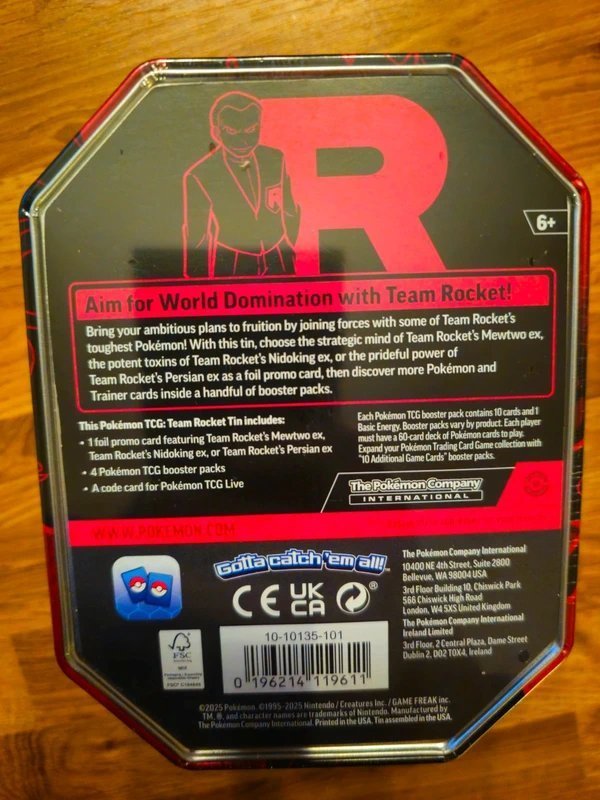 R
6+
Aim for World Domination with Team Rocket!
Bring your ambitious plans to fruition by joining forces with some of Team Rocket's
toughest Pokémon! With this tin, choose the strategic mind of Team Rocket's Mewtwo ex,
the potent toxins of Team Rocket's Nidoking ex, or the prideful power of
Team Rocket's Persian ex as a foil promo card, then discover more Pokémon and
Trainer cards inside a handful of booster packs.
This Pokémon TCG: Team Rocket Tin includes:
• 1 foil promo card featuring Team Rocket's Mewtwo ex,
Team Rocket's Nidoking ex, or Team Rocket's Persian ex
• 4 Pokémon TCG booster packs
• A code card for Pokémon TCG Live
Each Pokémon TCG booster pack contains 10 cards and 1
Basic Energy. Booster packs vary by product. Each player
must have a 60-card deck of Pokémon cards to play.
Expand your Pokémon Trading Card Game collection with
"10 Additional Game Cards" booster packs.
The Pokémon Company
INTERNATIONAL
WWW.POKEMON.COM
Gotta catch 'em all!
CE UK
CA ®
The Pokémon Company International
10400 NE 4th Street, Suite 2800
Bellevue, WA 98004 USA
3rd Floor Building 10, Chiswick Park
566 Chiswick High Road
London, W4 5XS United Kingdom
The Pokémon Company International
Ireland Limited
3rd Floor, 2 Central Plaza, Dame Street
Dublin 2, D02 T0X4, Ireland
FSC
MIX
10-10135-101
0 196214 119611
©2025 Pokémon. ©1995–2025 Nintendo / Creatures Inc. / GAME FREAK inc.
TM, ®, and character names are trademarks of Nintendo. Manufactured by
The Pokémon Company International. Printed in the USA. Tin assembled in the USA.